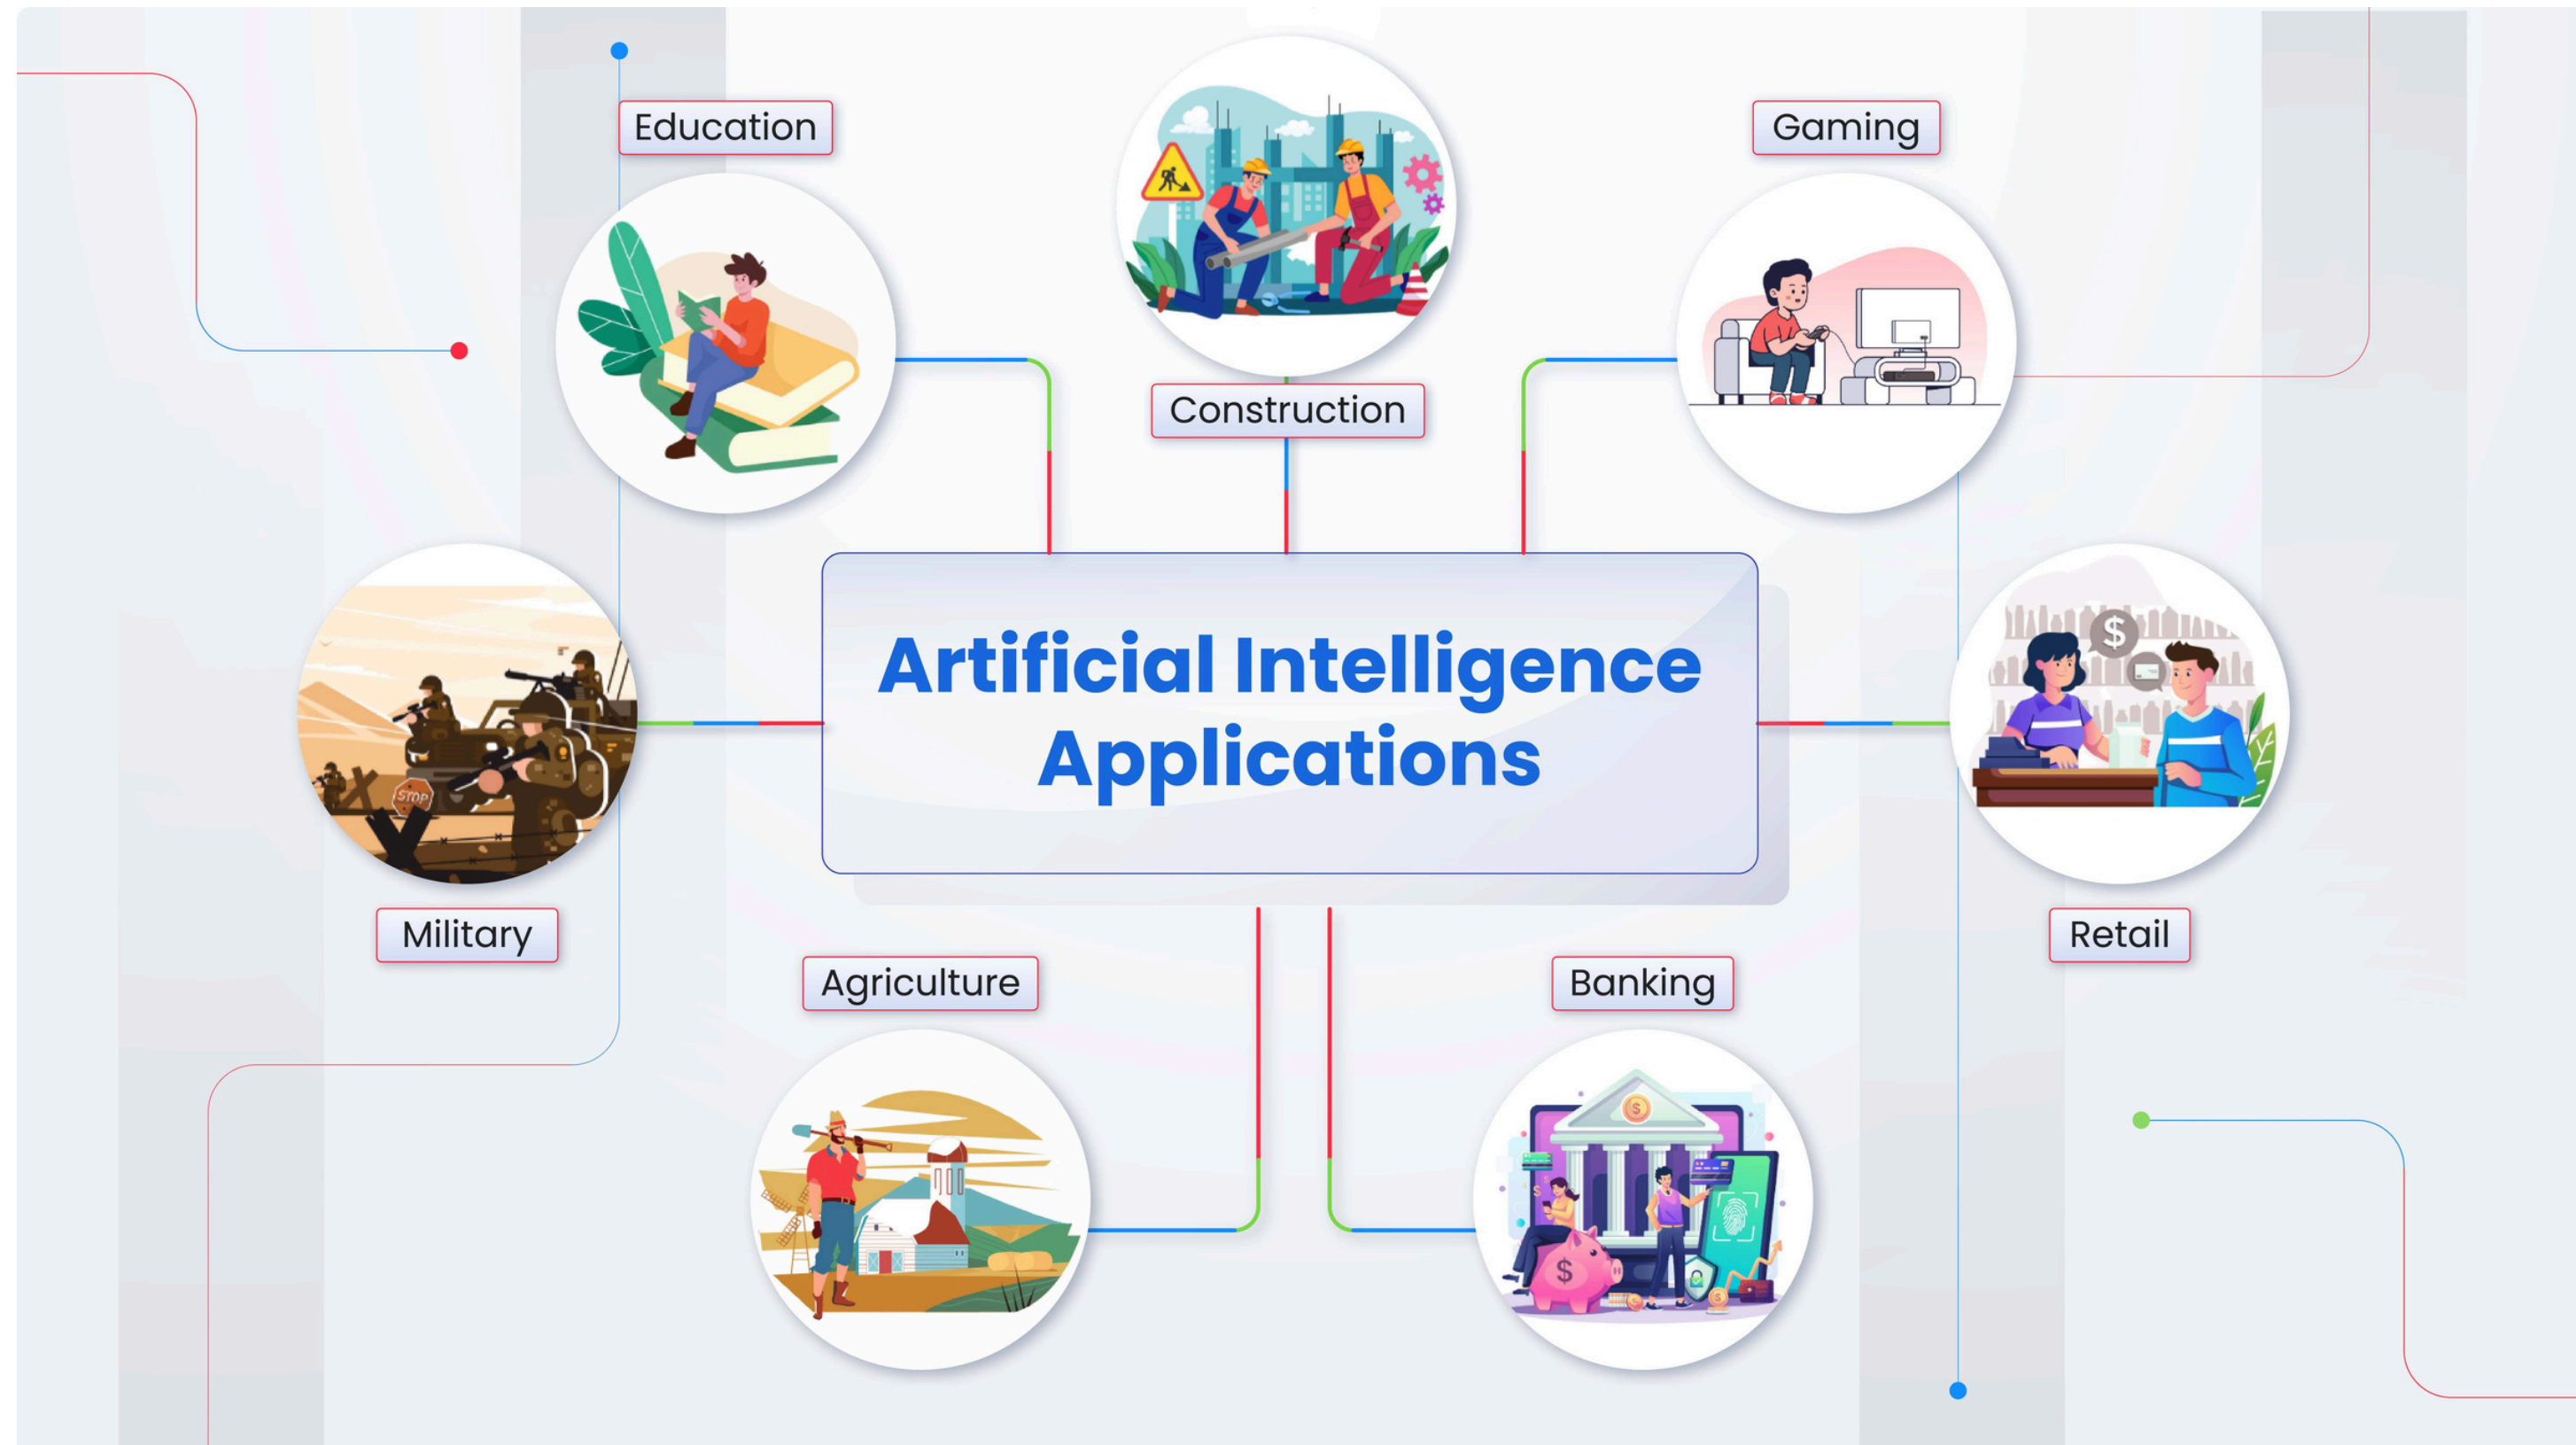 Education
Construction
Gaming
Artificial Intelligence
Applications
$
STOP
Military
Retail
Agriculture
Banking
$
$
$
$